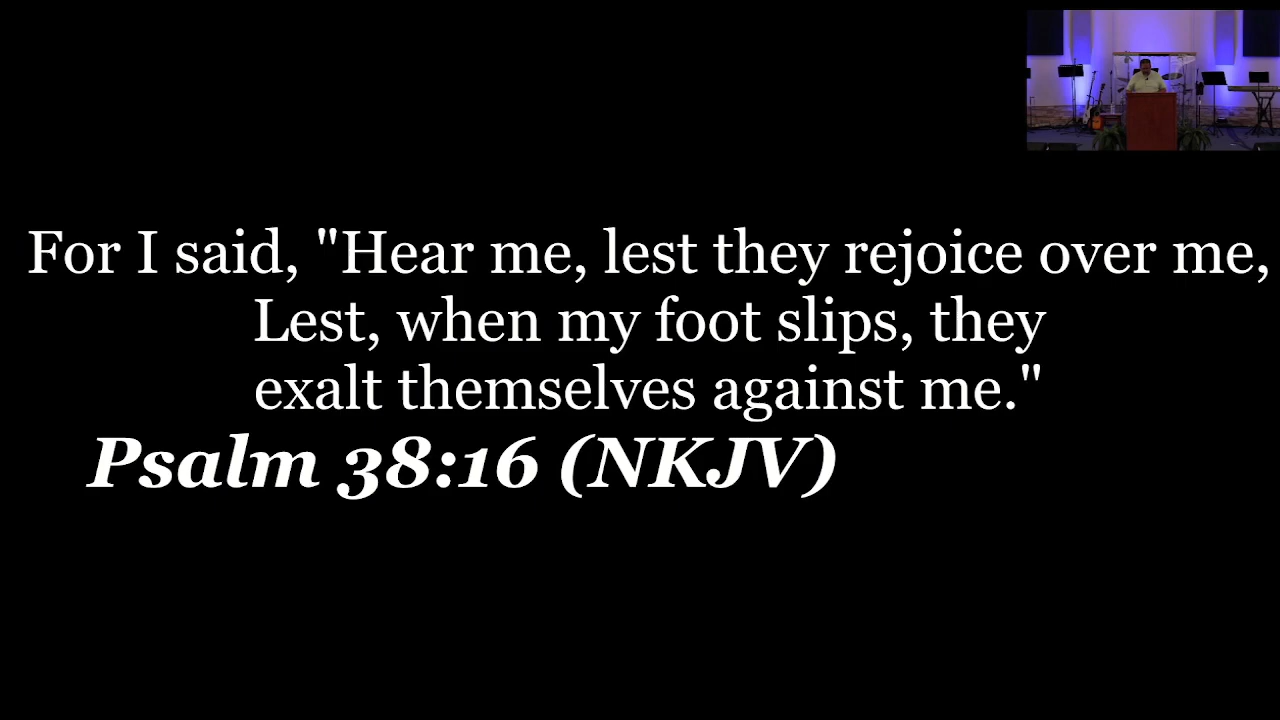 For I said, "Hear me, lest they rejoice over me,
Lest, when my foot slips, they
exalt themselves against me."
Psalm 38:16 (NKJV)